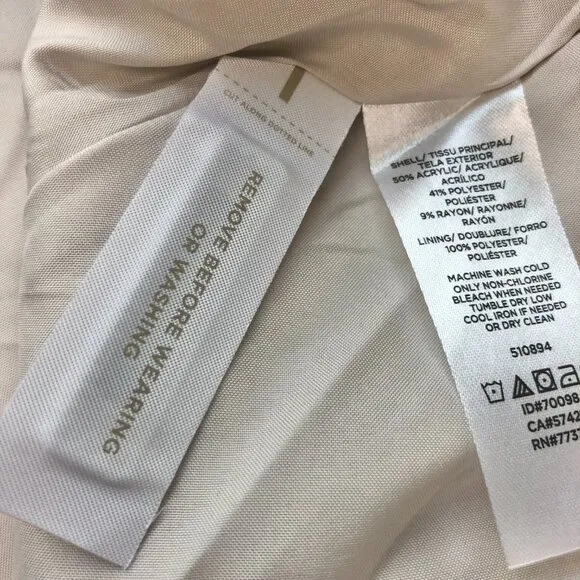 CUT ALONG DOTTED LINE
REMOVE BEFORE WEARING
OR WASHING
SHELL/ TISSU PRINCIPAL/
TELA EXTERIOR
50% ACRYLIC/ ACRYLIQUE/
ACRÍLICO
41% POLYESTER/
POLIÉSTER
9% RAYON/ RAYONNE/
RAYÓN
LINING/ DOUBLURE/ FORRO
100% POLYESTER/
POLIÉSTER
MACHINE WASH COLD
ONLY NON-CHLORINE
BLEACH WHEN NEEDED
TUMBLE DRY LOW
COOL IRON IF NEEDED
OR DRY CLEAN
510894
ID#70098
CA#5742
RN#7737